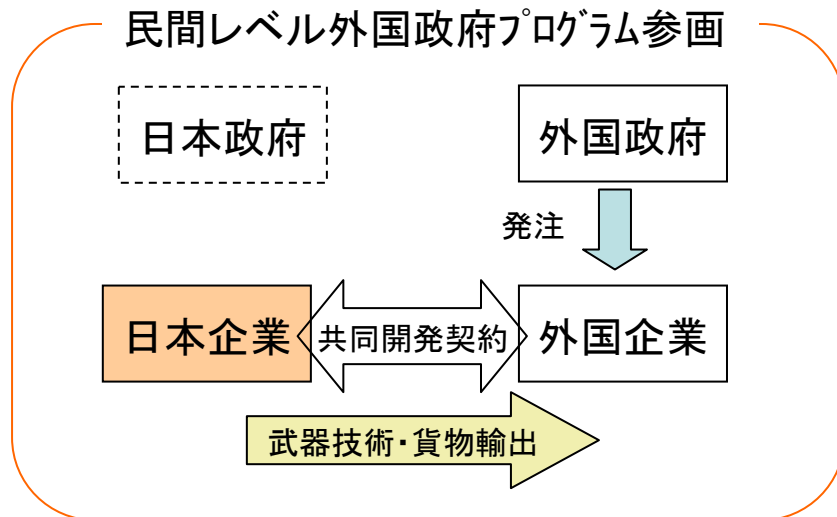 民間レベル外国政府プログラム参画
日本政府
外国政府
発注
日本企業
共同開発契約
外国企業
武器技術・貨物輸出